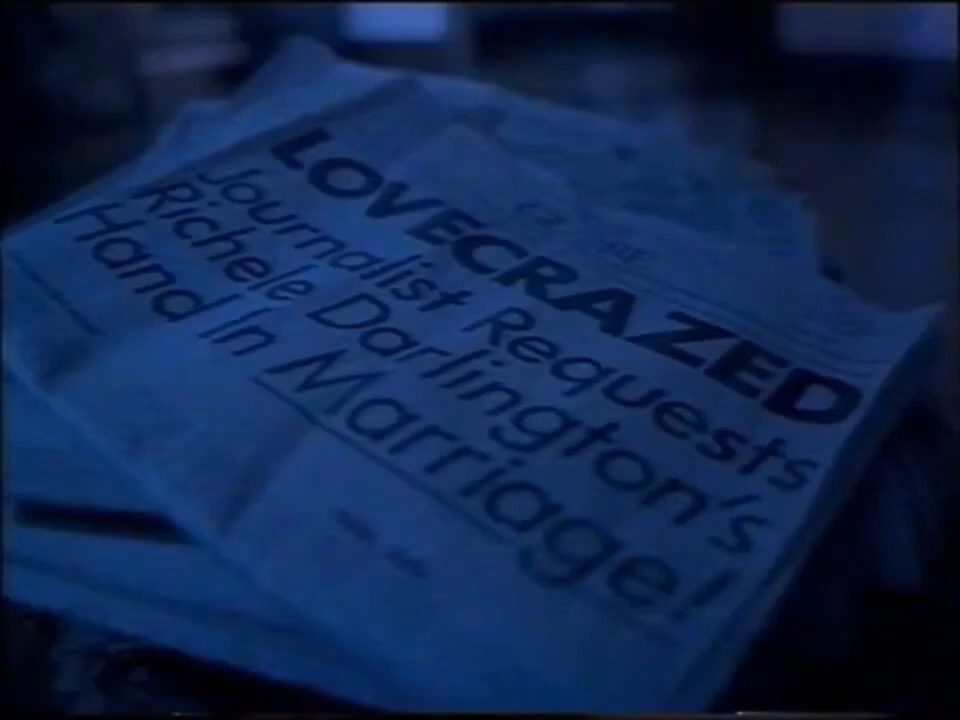 LOVECRAZED
Journalist Requests
Richele Darlington's
Hand In Marriage!